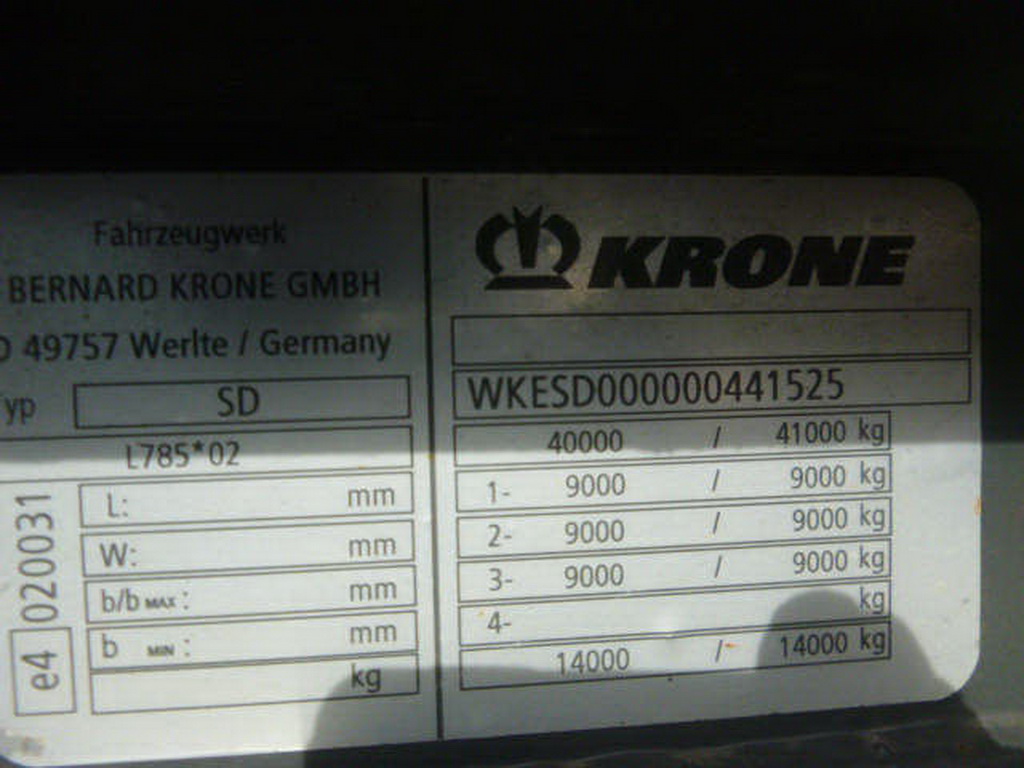 Fahrzeugwerk
BERNARD KRONE GMBH
D 49757 Werlte / Germany
Typ SD
L785*02
L: mm
W: mm
b/b MAX : mm
b MIN : mm
kg
e4 020031
KRONE
WKESD000000441525
40000 / 41000 kg
1- 9000 / 9000 kg
2- 9000 / 9000 kg
3- 9000 / 9000 kg
4- kg
14000 / 14000 kg